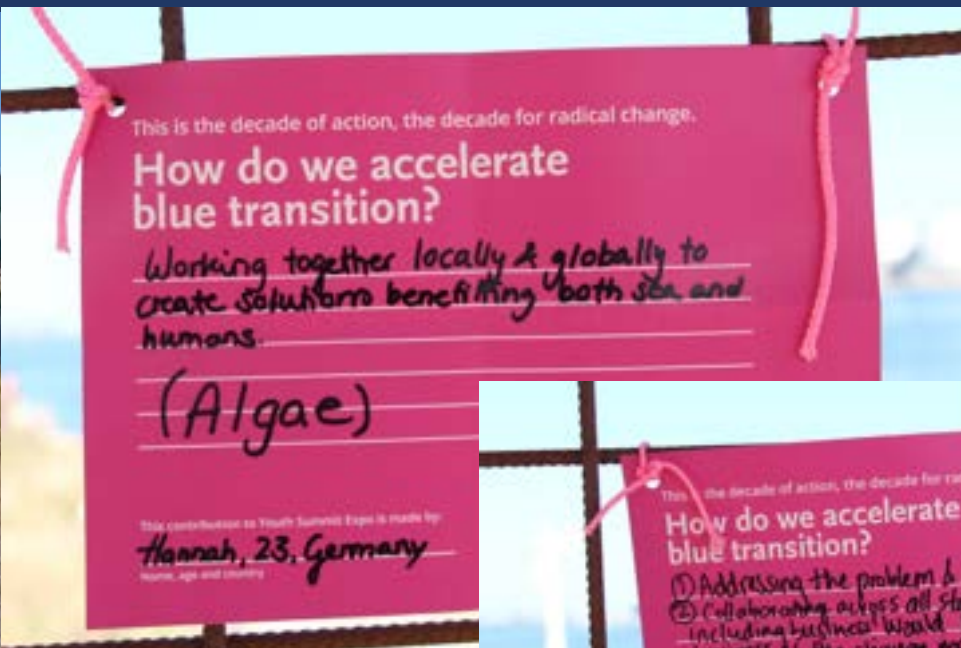 This is the decade of action, the decade for radical change.
How do we accelerate
blue transition?
Working together locally & globally to
create solutions benefitting both sea and
humans.
(Algae)
This contribution to Youth Summit Expo is made by:
Hannah, 23, Germany
Name, age and country
This is the decade of action, the decade for
How do we accelerate
blue transition?
① Addressing the problem &
② Collaborating across all
including business would